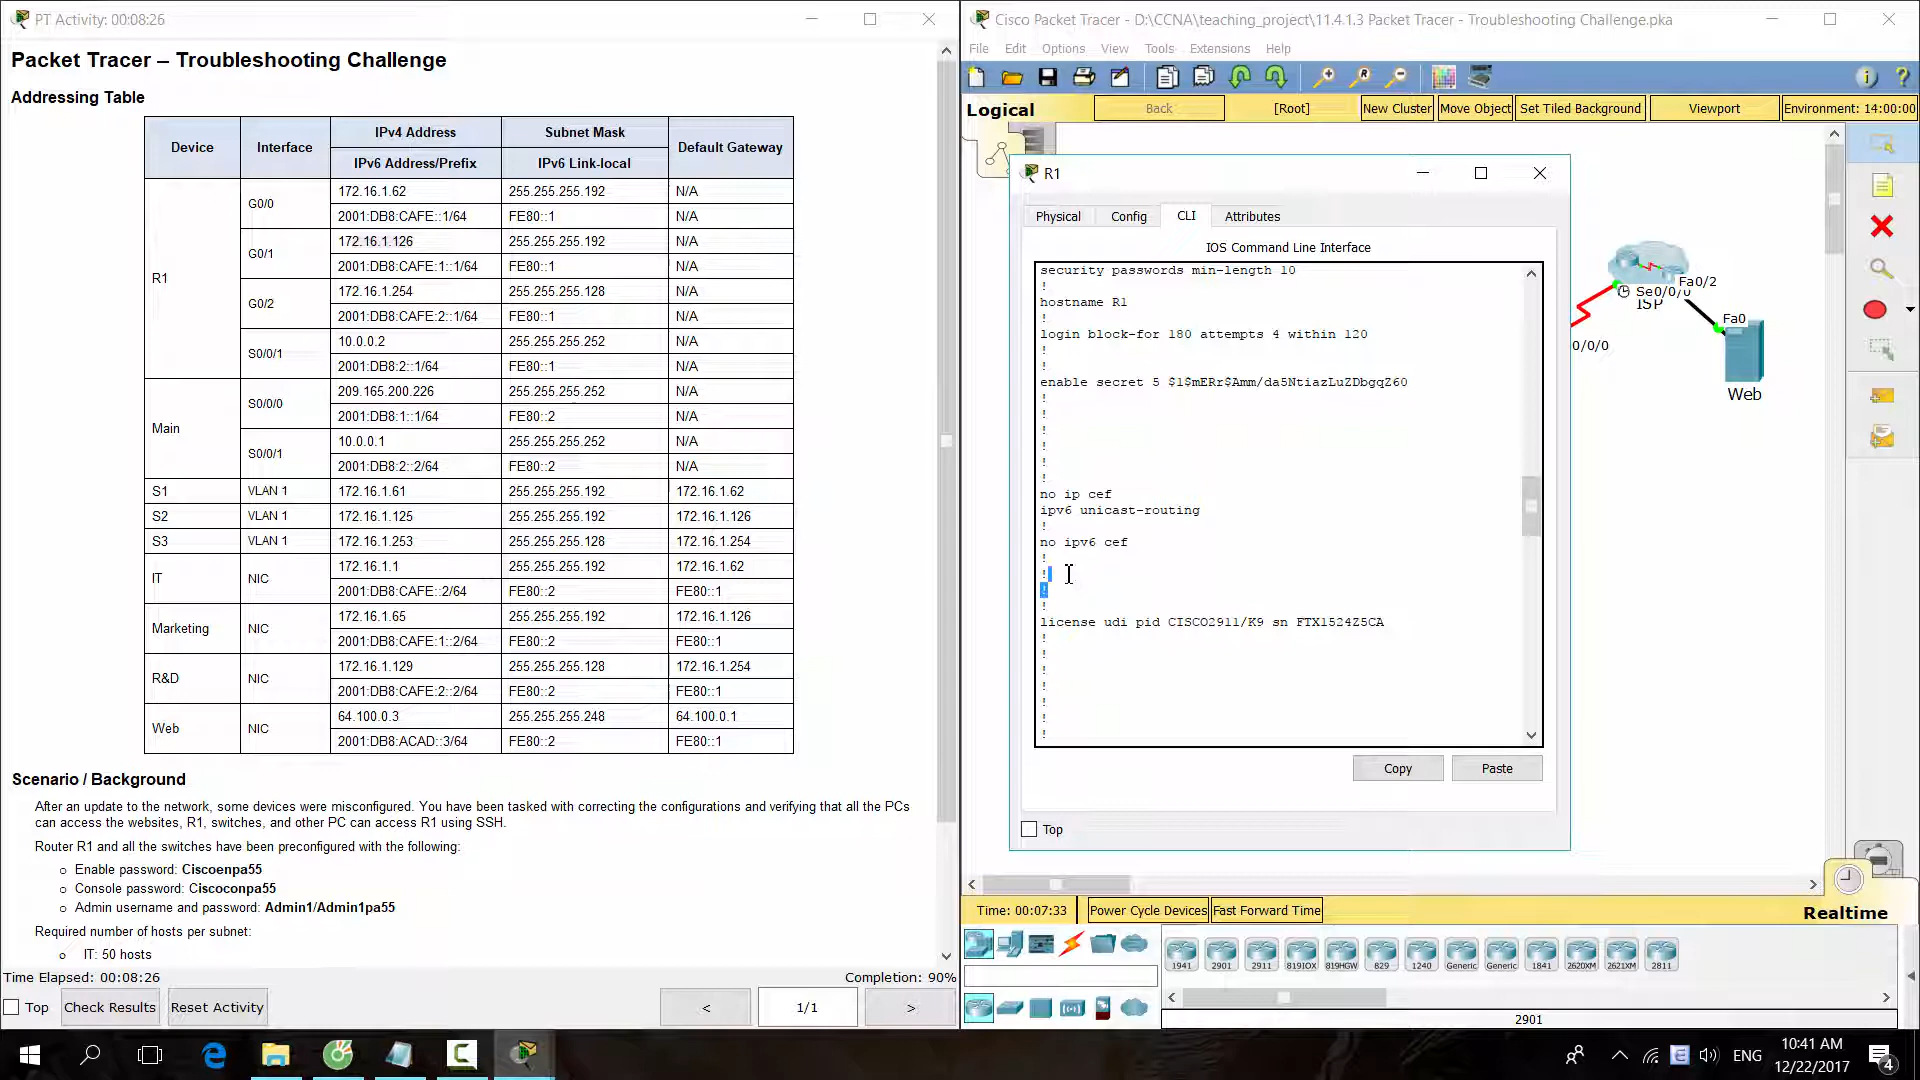 PT Activity: 00:08:26
Packet Tracer – Troubleshooting Challenge
Addressing Table
Device Interface IPv4 Address Subnet Mask Default Gateway
IPv6 Address/Prefix IPv6 Link-local
R1 G0/0 172.16.1.62 255.255.255.192 N/A
2001:DB8:CAFE::1/64 FE80::1 N/A
G0/1 172.16.1.126 255.255.255.192 N/A
2001:DB8:CAFE:1::1/64 FE80::1 N/A
G0/2 172.16.1.254 255.255.255.128 N/A
2001:DB8:CAFE:2::1/64 FE80::1 N/A
S0/0/1 10.0.0.2 255.255.255.252 N/A
2001:DB8:2::1/64 FE80::1 N/A
Main S0/0/0 209.165.200.226 255.255.255.252 N/A
2001:DB8:1::1/64 FE80::2 N/A
S0/0/1 10.0.0.1 255.255.255.252 N/A
2001:DB8:2::2/64 FE80::2 N/A
S1 VLAN 1 172.16.1.61 255.255.255.192 172.16.1.62
S2 VLAN 1 172.16.1.125 255.255.255.192 172.16.1.126
S3 VLAN 1 172.16.1.253 255.255.255.128 172.16.1.254
IT NIC 172.16.1.1 255.255.255.192 172.16.1.62
2001:DB8:CAFE::2/64 FE80::2 FE80::1
Marketing NIC 172.16.1.65 255.255.255.192 172.16.1.126
2001:DB8:CAFE:1::2/64 FE80::2 FE80::1
R&D NIC 172.16.1.129 255.255.255.128 172.16.1.254
2001:DB8:CAFE:2::2/64 FE80::2 FE80::1
Web NIC 64.100.0.3 255.255.255.248 64.100.0.1
2001:DB8:ACAD::3/64 FE80::2 FE80::1
Scenario / Background
After an update to the network, some devices were misconfigured. You have been tasked with correcting the configurations and verifying that all the PCs
can access the websites, R1, switches, and other PC can access R1 using SSH.
Router R1 and all the switches have been preconfigured with the following:
o Enable password: Ciscoenpa55
o Console password: Ciscoconpa55
o Admin username and password: Admin1/Admin1pa55
Required number of hosts per subnet:
o IT: 50 hosts
Time Elapsed: 00:08:26 Completion: 90%
Top Check Results Reset Activity < 1/1 >
Cisco Packet Tracer - D:\CCNA\teaching_project\11.4.1.3 Packet Tracer - Troubleshooting Challenge.pka
File Edit Options View Tools Extensions Help
Logical Back [Root] New Cluster Move Object Set Tiled Background Viewport Environment: 14:00:00
R1
Physical Config CLI Attributes
IOS Command Line Interface
security passwords min-length 10
!
hostname R1
!
login block-for 180 attempts 4 within 120
!
!
enable secret 5 $1$mERr$Amm/da5NtiazLuZDbgqZ60
!
!
!
!
!
!
no ip cef
ipv6 unicast-routing
!
no ipv6 cef
!
!
!
!
license udi pid CISCO2911/K9 sn FTX1524Z5CA
!
!
!
!
!
!
!
Copy Paste
Top
Fa0/2
Se0/0/0
ISP
Fa0
0/0/0
Web
Time: 00:07:33 Power Cycle Devices Fast Forward Time Realtime
1941 2901 2911 819IOX 819HGW 829 1240 Generic Generic 1841 2620XM 2621XM 2811
2901
ENG 10:41 AM
12/22/2017
4